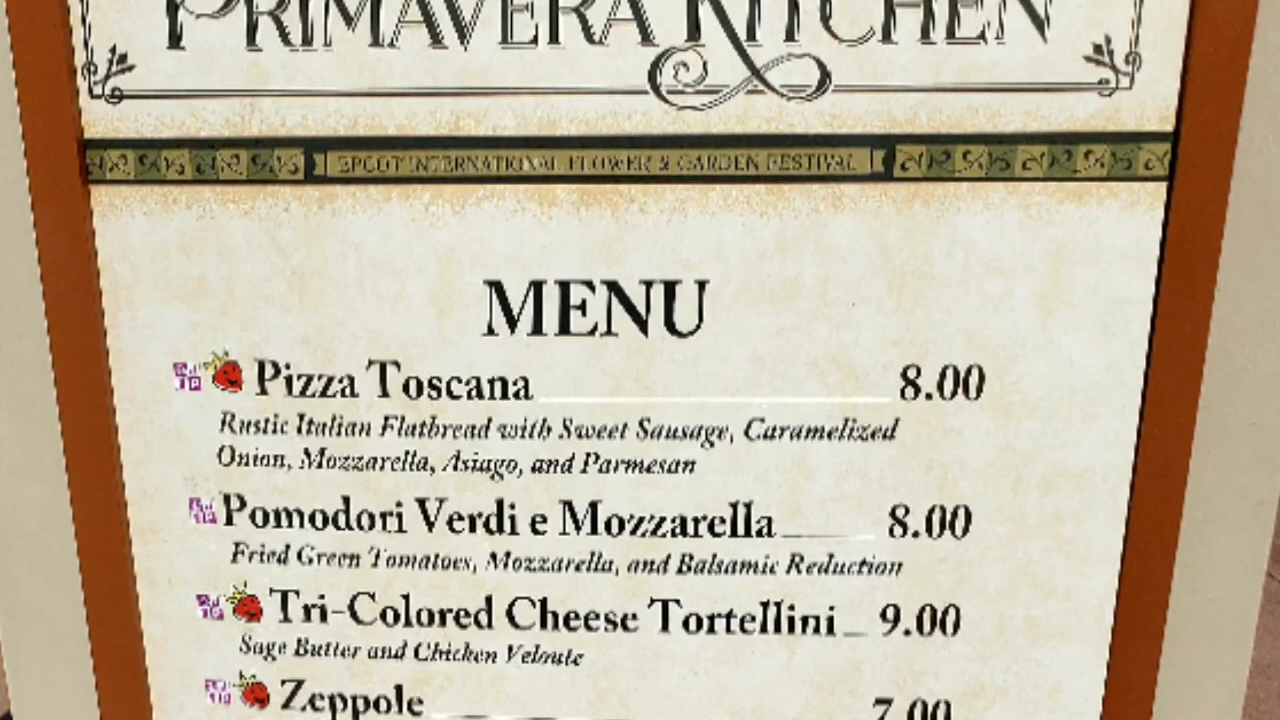 PRIMAVERA KITCHEN
EPCOT INTERNATIONAL FLOWER & GARDEN FESTIVAL
MENU
Pizza Toscana 8.00
Rustic Italian Flatbread with Sweet Sausage, Caramelized
Onion, Mozzarella, Asiago, and Parmesan
Pomodori Verdi e Mozzarella 8.00
Fried Green Tomatoes, Mozzarella, and Balsamic Reduction
Tri-Colored Cheese Tortellini 9.00
Sage Butter and Chicken Veloute
Zeppole 7.00